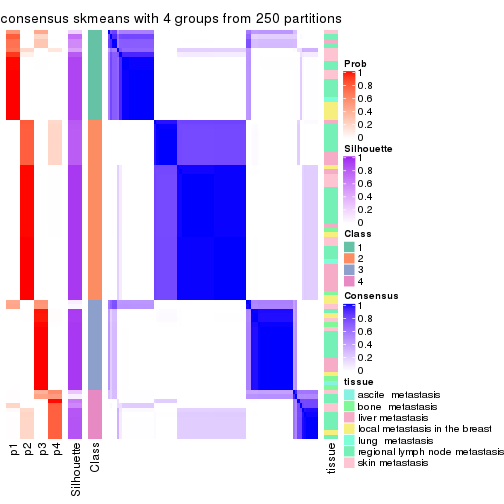 consensus skmeans with 4 groups from 250 partitions
Prob
1
0.8
0.6
0.4
0.2
0
Silhouette
1
0.8
0.6
0.4
0.2
0
Class
1
2
3
4
Consensus
1
0.8
0.6
0.4
0.2
0
tissue
ascite metastasis
bone metastasis
liver metastasis
local metastasis in the breast
lung metastasis
regional lymph node metastasis
skin metastasis
p1
p2
p3
p4
Silhouette
Class
tissue